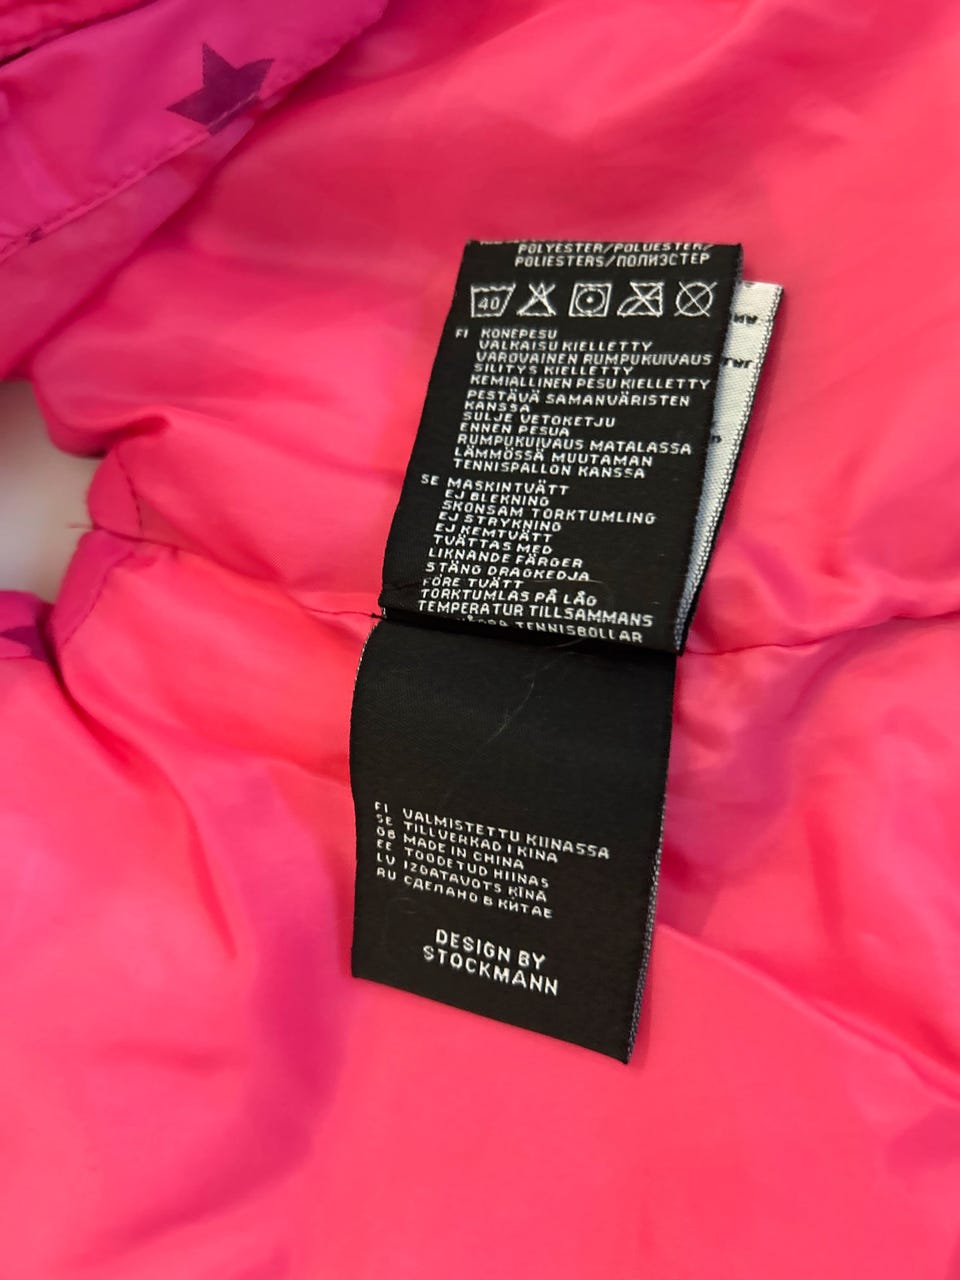 POLYESTER/POLÜESTER/
POLIESTERS/ПОЛИЭСТЕР
40
FI KONEPESU
VALKAISU KIELLETTY
VAROVAINEN RUMPUKUIVAUS
SILITYS KIELLETTY
KEMIALLINEN PESU KIELLETTY
PESTÄVÄ SAMANVÄRISTEN
KANSSA
SULJE VETOKETJU
ENNEN PESUA
RUMPUKUIVAUS MATALASSA
LÄMMÖSSÄ MUUTAMAN
TENNISPALLON KANSSA
SE MASKINTVÄTT
EJ BLEKNING
SKONSAM TORKTUMLING
EJ STRYKNING
EJ KEMTVÄTT
TVÄTTAS MED
LIKNANDE FÄRGER
STÄNG DRAGKEDJA
FÖRE TVÄTT
TORKTUMLAS PÅ LÅG
TEMPERATUR TILLSAMMANS
TENNISBOLLAR
FI VALMISTETTU KIINASSA
SE TILLVERKAD I KINA
GB MADE IN CHINA
EE TOODETUD HIINAS
LV IZGATAVOTS ĶĪNĀ
RU СДЕЛАНО В КИТАЕ
DESIGN BY
STOCKMANN